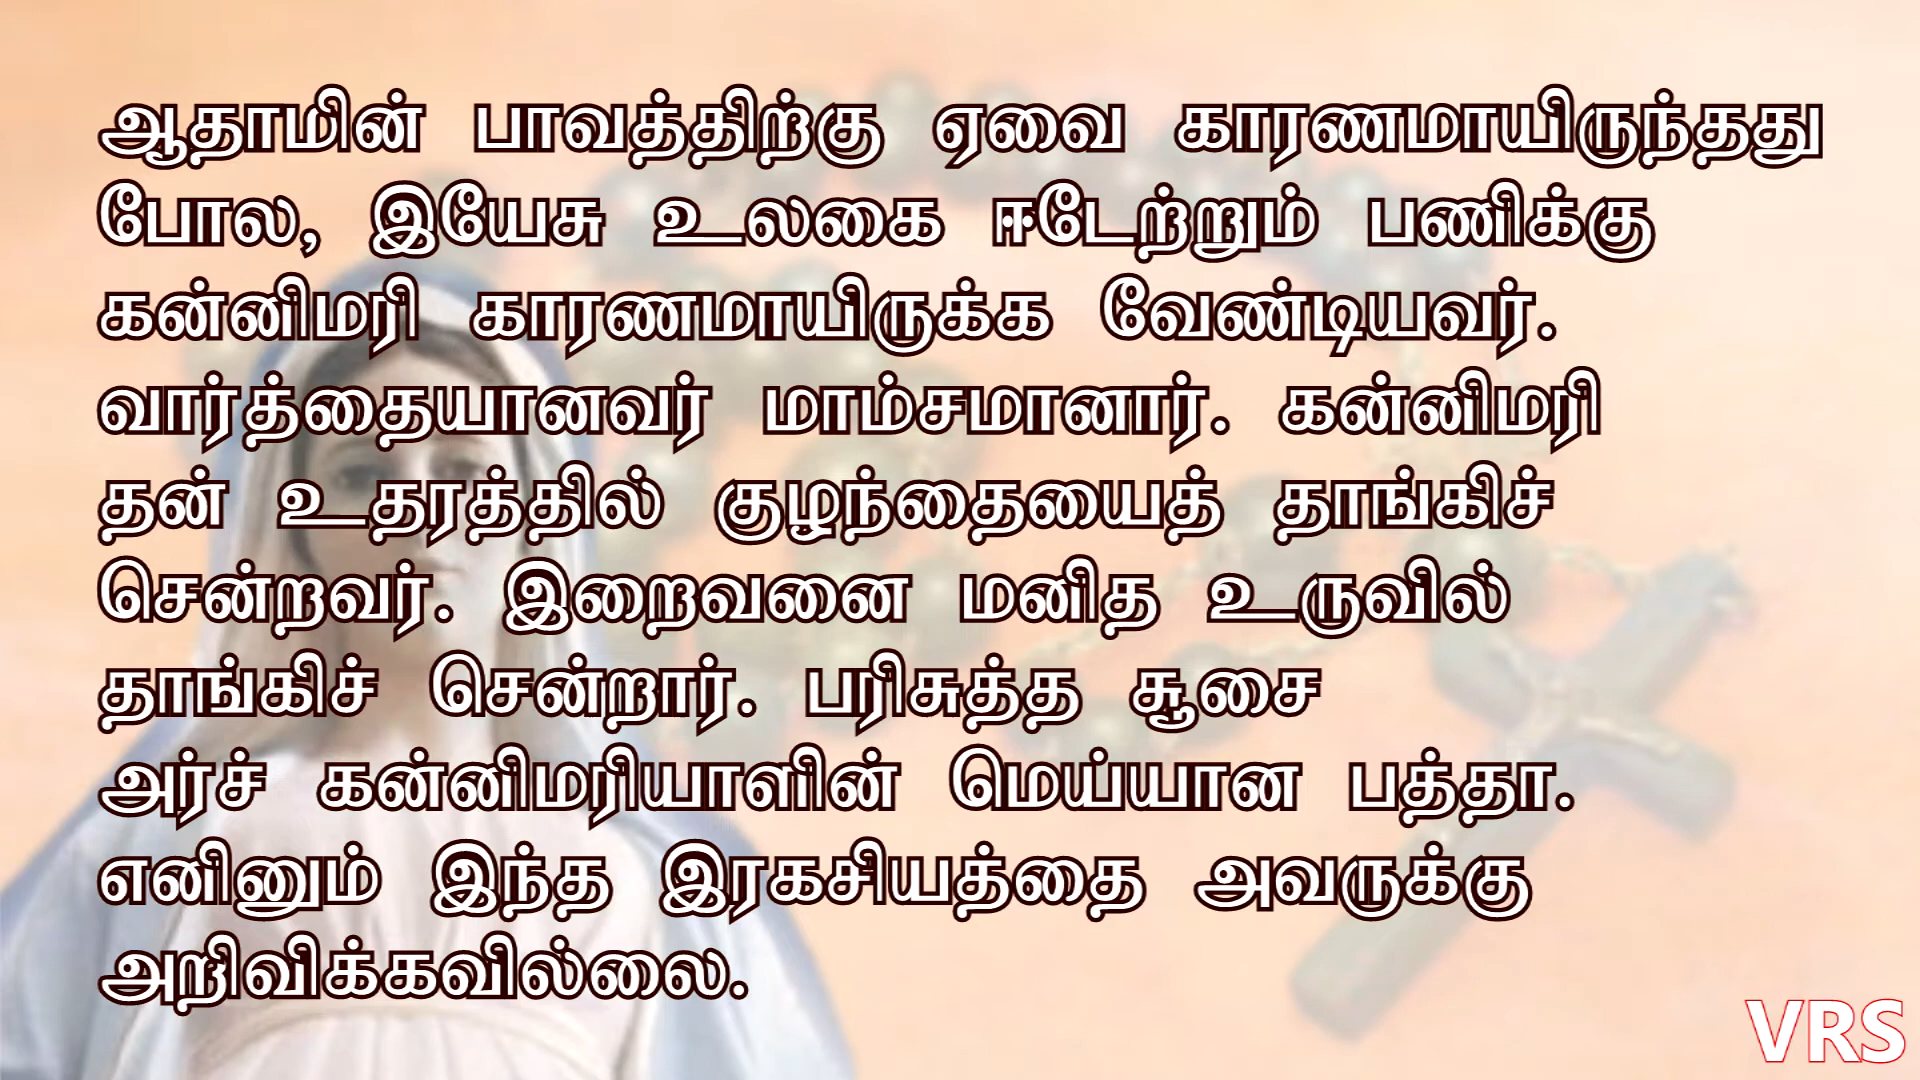 ஆதாமின் பாவத்திற்கு ஏவை காரணமாயிருந்தது
போல, இயேசு உலகை ஈடேற்றும் பணிக்கு
கன்னிமரி காரணமாயிருக்க வேண்டியவர்.
வார்த்தையானவர் மாம்சமானார். கன்னிமரி
தன் உதரத்தில் குழந்தையைத் தாங்கிச்
சென்றவர். இறைவனை மனித உருவில்
தாங்கிச் சென்றார். பரிசுத்த சூசை
அர்ச் கன்னிமரியாளின் மெய்யான பத்தா.
எனினும் இந்த இரகசியத்தை அவருக்கு
அறிவிக்கவில்லை.
VRS